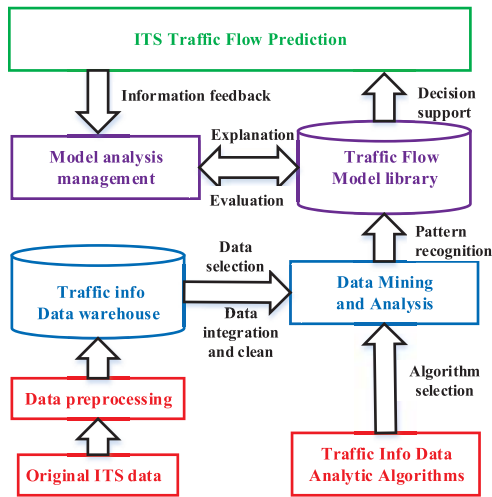 ITS Traffic Flow Prediction
Information feedback
Decision
support
Model analysis
management
Explanation
Evaluation
Traffic Flow
Model library
Pattern
recognition
Traffic info
Data warehouse
Data
selection
Data
integration
and clean
Data Mining
and Analysis
Data preprocessing
Algorithm
selection
Original ITS data
Traffic Info Data
Analytic Algorithms